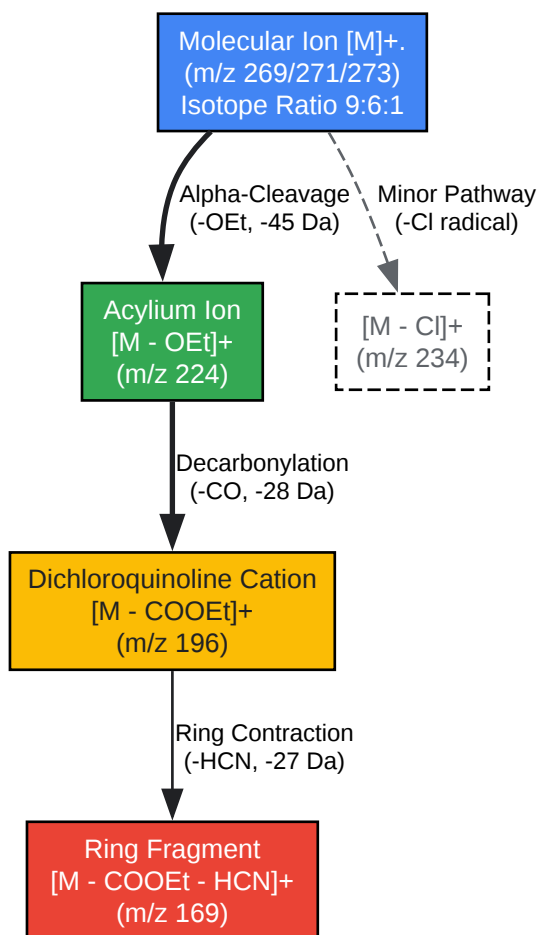 Molecular Ion [M]+.
(m/z 269/271/273)
Isotope Ratio 9:6:1
Alpha-Cleavage
(-OEt, -45 Da)
Minor Pathway
(-Cl radical)
Acylium Ion
[M - OEt]+
(m/z 224)
[M - Cl]+
(m/z 234)
Decarbonylation
(-CO, -28 Da)
Dichloroquinoline Cation
[M - COOEt]+
(m/z 196)
Ring Contraction
(-HCN, -27 Da)
Ring Fragment
[M - COOEt - HCN]+
(m/z 169)